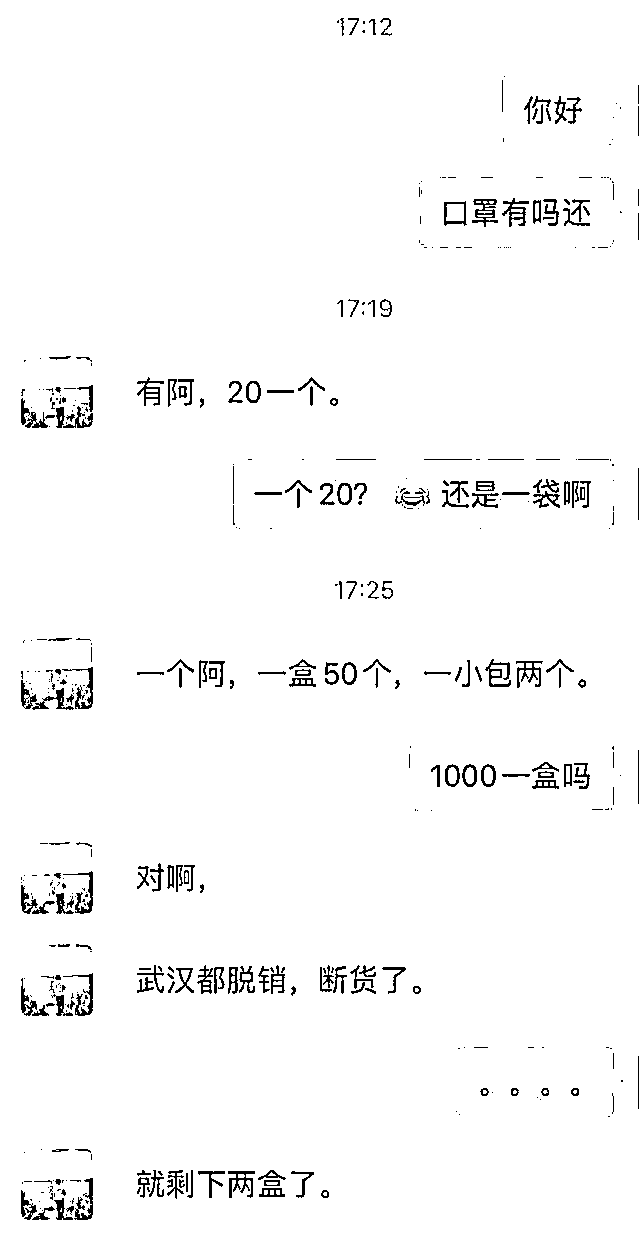 17:12
你好
口罩有吗还
17:19
有阿，20一个。
一个20？ 还是一袋啊
17:25
一个阿，一盒50个，一小包两个。
1000一盒吗
对啊，
武汉都脱销，断货了。
。。。。
就剩下两盒了。